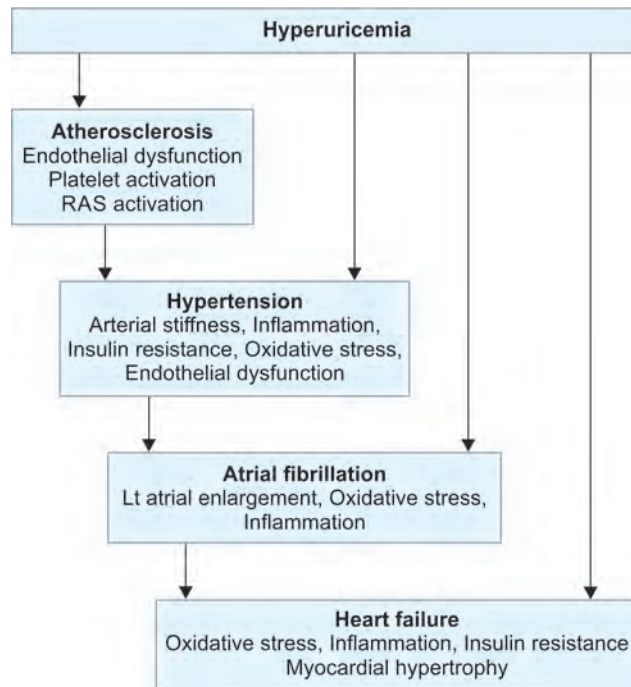 Hyperuricemia
Atherosclerosis
Endothelial dysfunction
Platelet activation
RAS activation
Hypertension
Arterial stiffness, Inflammation,
Insulin resistance, Oxidative stress,
Endothelial dysfunction
Atrial fibrillation
Lt atrial enlargement, Oxidative stress,
Inflammation
Heart failure
Oxidative stress, Inflammation, Insulin resistance
Myocardial hypertrophy